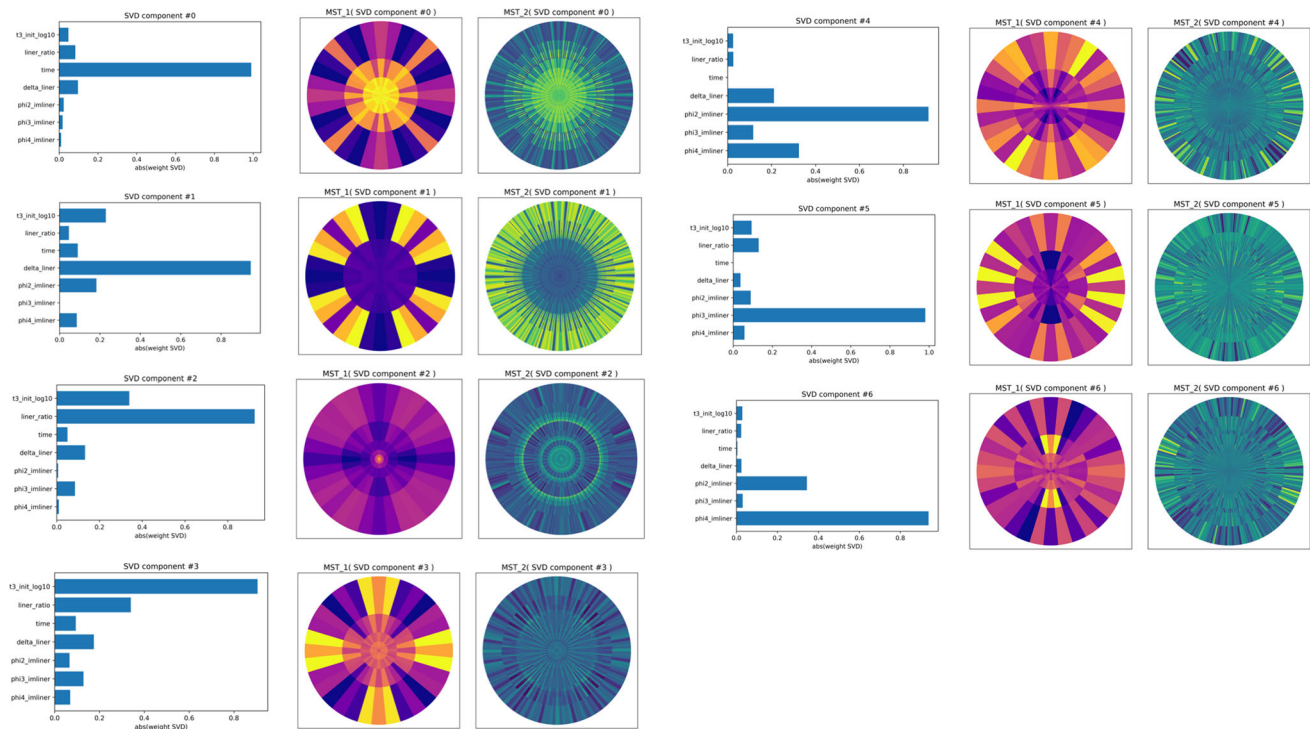 SVD component #0
t3_init_log10
liner_ratio
time
delta_liner
phi2_imliner
phi3_imliner
phi4_imliner
0.0 0.2 0.4 0.6 0.8 1.0
abs(weight SVD)
MST_1( SVD component #0 )
MST_2( SVD component #0 )
SVD component #1
t3_init_log10
liner_ratio
time
delta_liner
phi2_imliner
phi3_imliner
phi4_imliner
0.0 0.2 0.4 0.6 0.8
abs(weight SVD)
MST_1( SVD component #1 )
MST_2( SVD component #1 )
SVD component #2
t3_init_log10
liner_ratio
time
delta_liner
phi2_imliner
phi3_imliner
phi4_imliner
0.0 0.2 0.4 0.6 0.8
abs(weight SVD)
MST_1( SVD component #2 )
MST_2( SVD component #2 )
SVD component #3
t3_init_log10
liner_ratio
time
delta_liner
phi2_imliner
phi3_imliner
phi4_imliner
0.0 0.2 0.4 0.6 0.8
abs(weight SVD)
MST_1( SVD component #3 )
MST_2( SVD component #3 )
SVD component #4
t3_init_log10
liner_ratio
time
delta_liner
phi2_imliner
phi3_imliner
phi4_imliner
0.0 0.2 0.4 0.6 0.8
abs(weight SVD)
MST_1( SVD component #4 )
MST_2( SVD component #4 )
SVD component #5
t3_init_log10
liner_ratio
time
delta_liner
phi2_imliner
phi3_imliner
phi4_imliner
0.0 0.2 0.4 0.6 0.8 1.0
abs(weight SVD)
MST_1( SVD component #5 )
MST_2( SVD component #5 )
SVD component #6
t3_init_log10
liner_ratio
time
delta_liner
phi2_imliner
phi3_imliner
phi4_imliner
0.0 0.2 0.4 0.6 0.8
abs(weight SVD)
MST_1( SVD component #6 )
MST_2( SVD component #6 )